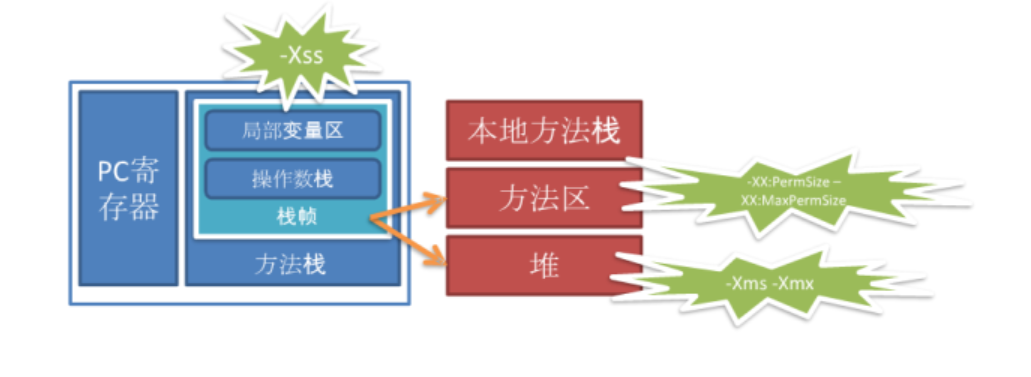 -Xss
PC寄
存器
局部变量区
操作数栈
栈帧
方法栈
本地方法栈
方法区
堆
-XX:PermSize –
XX:MaxPermSize
-Xms -Xmx